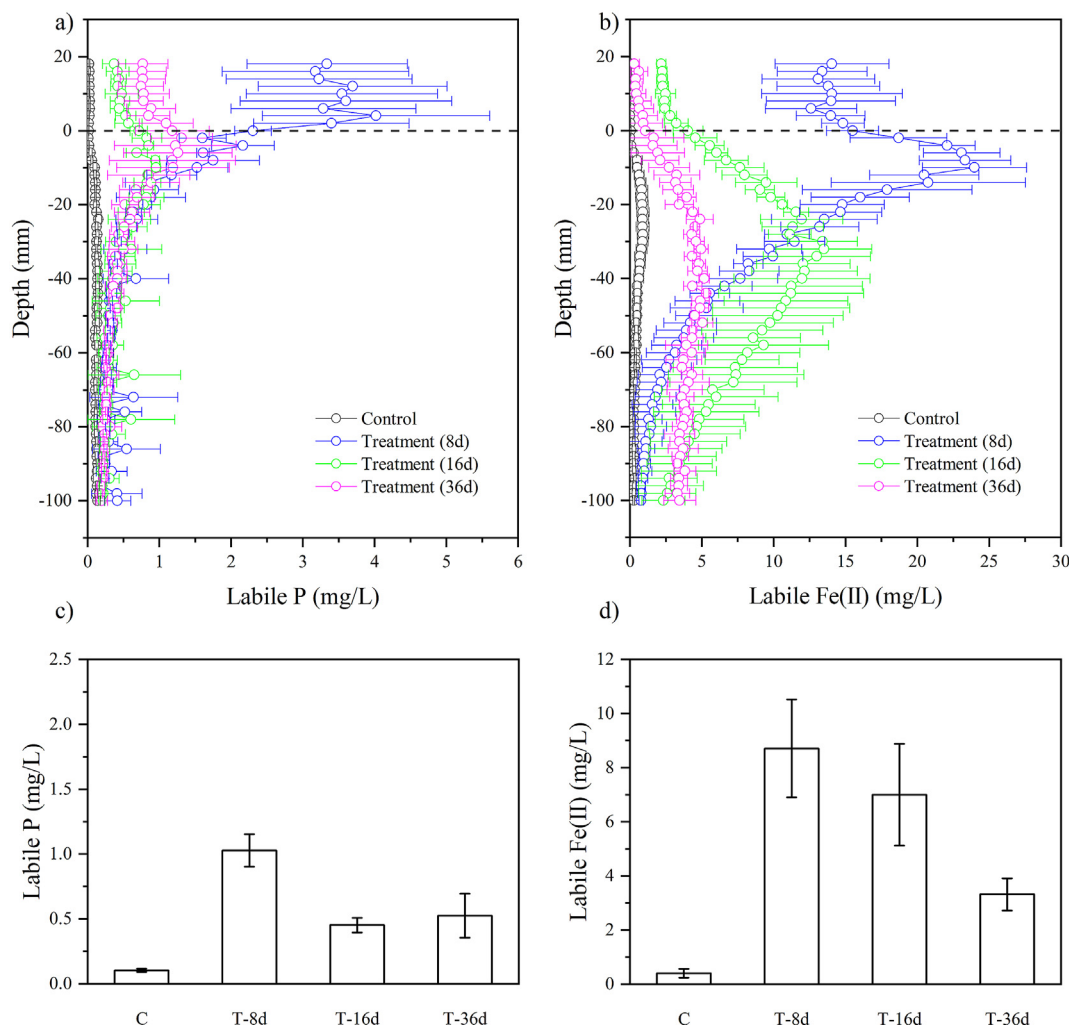 a)
20
0
-20
-40
-60
-80
-100
Depth (mm)
Control
Treatment (8d)
Treatment (16d)
Treatment (36d)
0 1 2 3 4 5 6
Labile P (mg/L)
b)
20
0
-20
-40
-60
-80
-100
Depth (mm)
Control
Treatment (8d)
Treatment (16d)
Treatment (36d)
0 5 10 15 20 25 30
Labile Fe(II) (mg/L)
c)
2.5
2.0
1.5
1.0
0.5
0.0
Labile P (mg/L)
C T-8d T-16d T-36d
d)
12
10
8
6
4
2
0
Labile Fe(II) (mg/L)
C T-8d T-16d T-36d